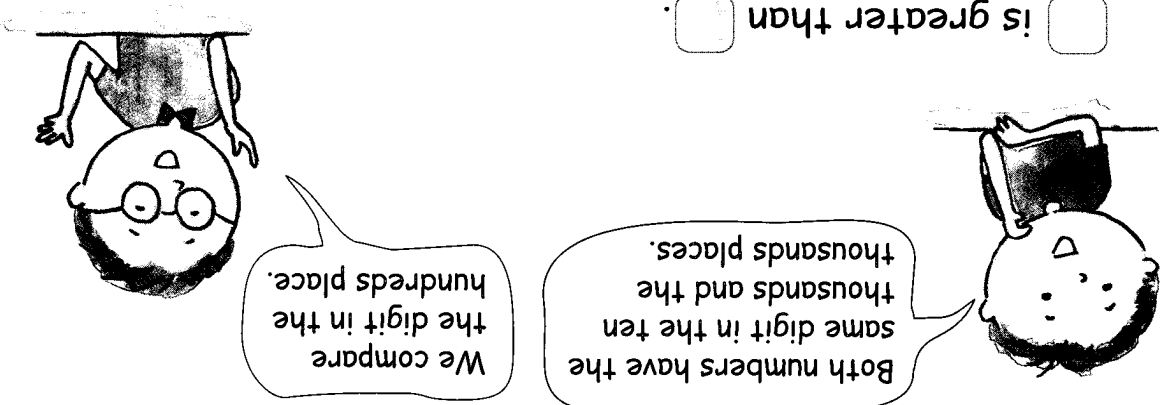 Both numbers have the
same digit in the ten
thousands and the
thousands places.
We compare
the digit in the
hundreds place.
is greater than .